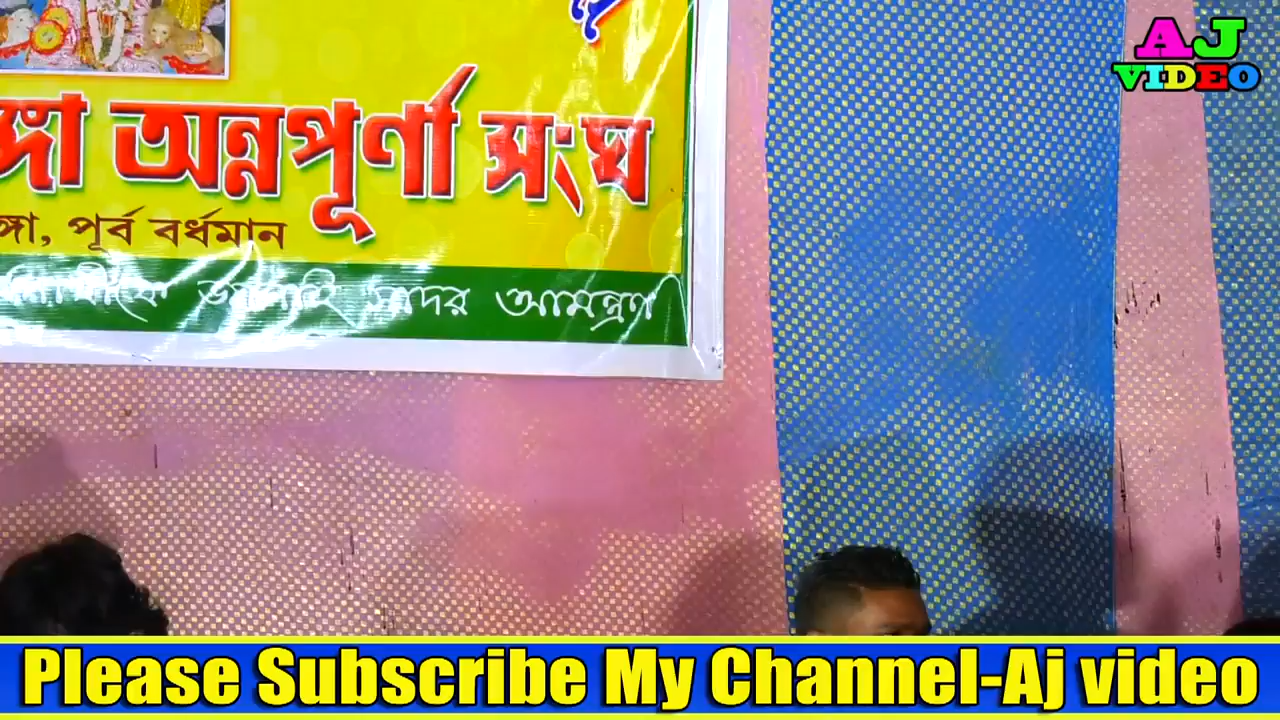 AJ
VIDEO
ঙ্গা অন্নপূর্ণা সংঘ
ঙ্গা, পূর্ব বর্ধমান
সাদর আমন্ত্রণ
Please Subscribe My Channel-Aj video